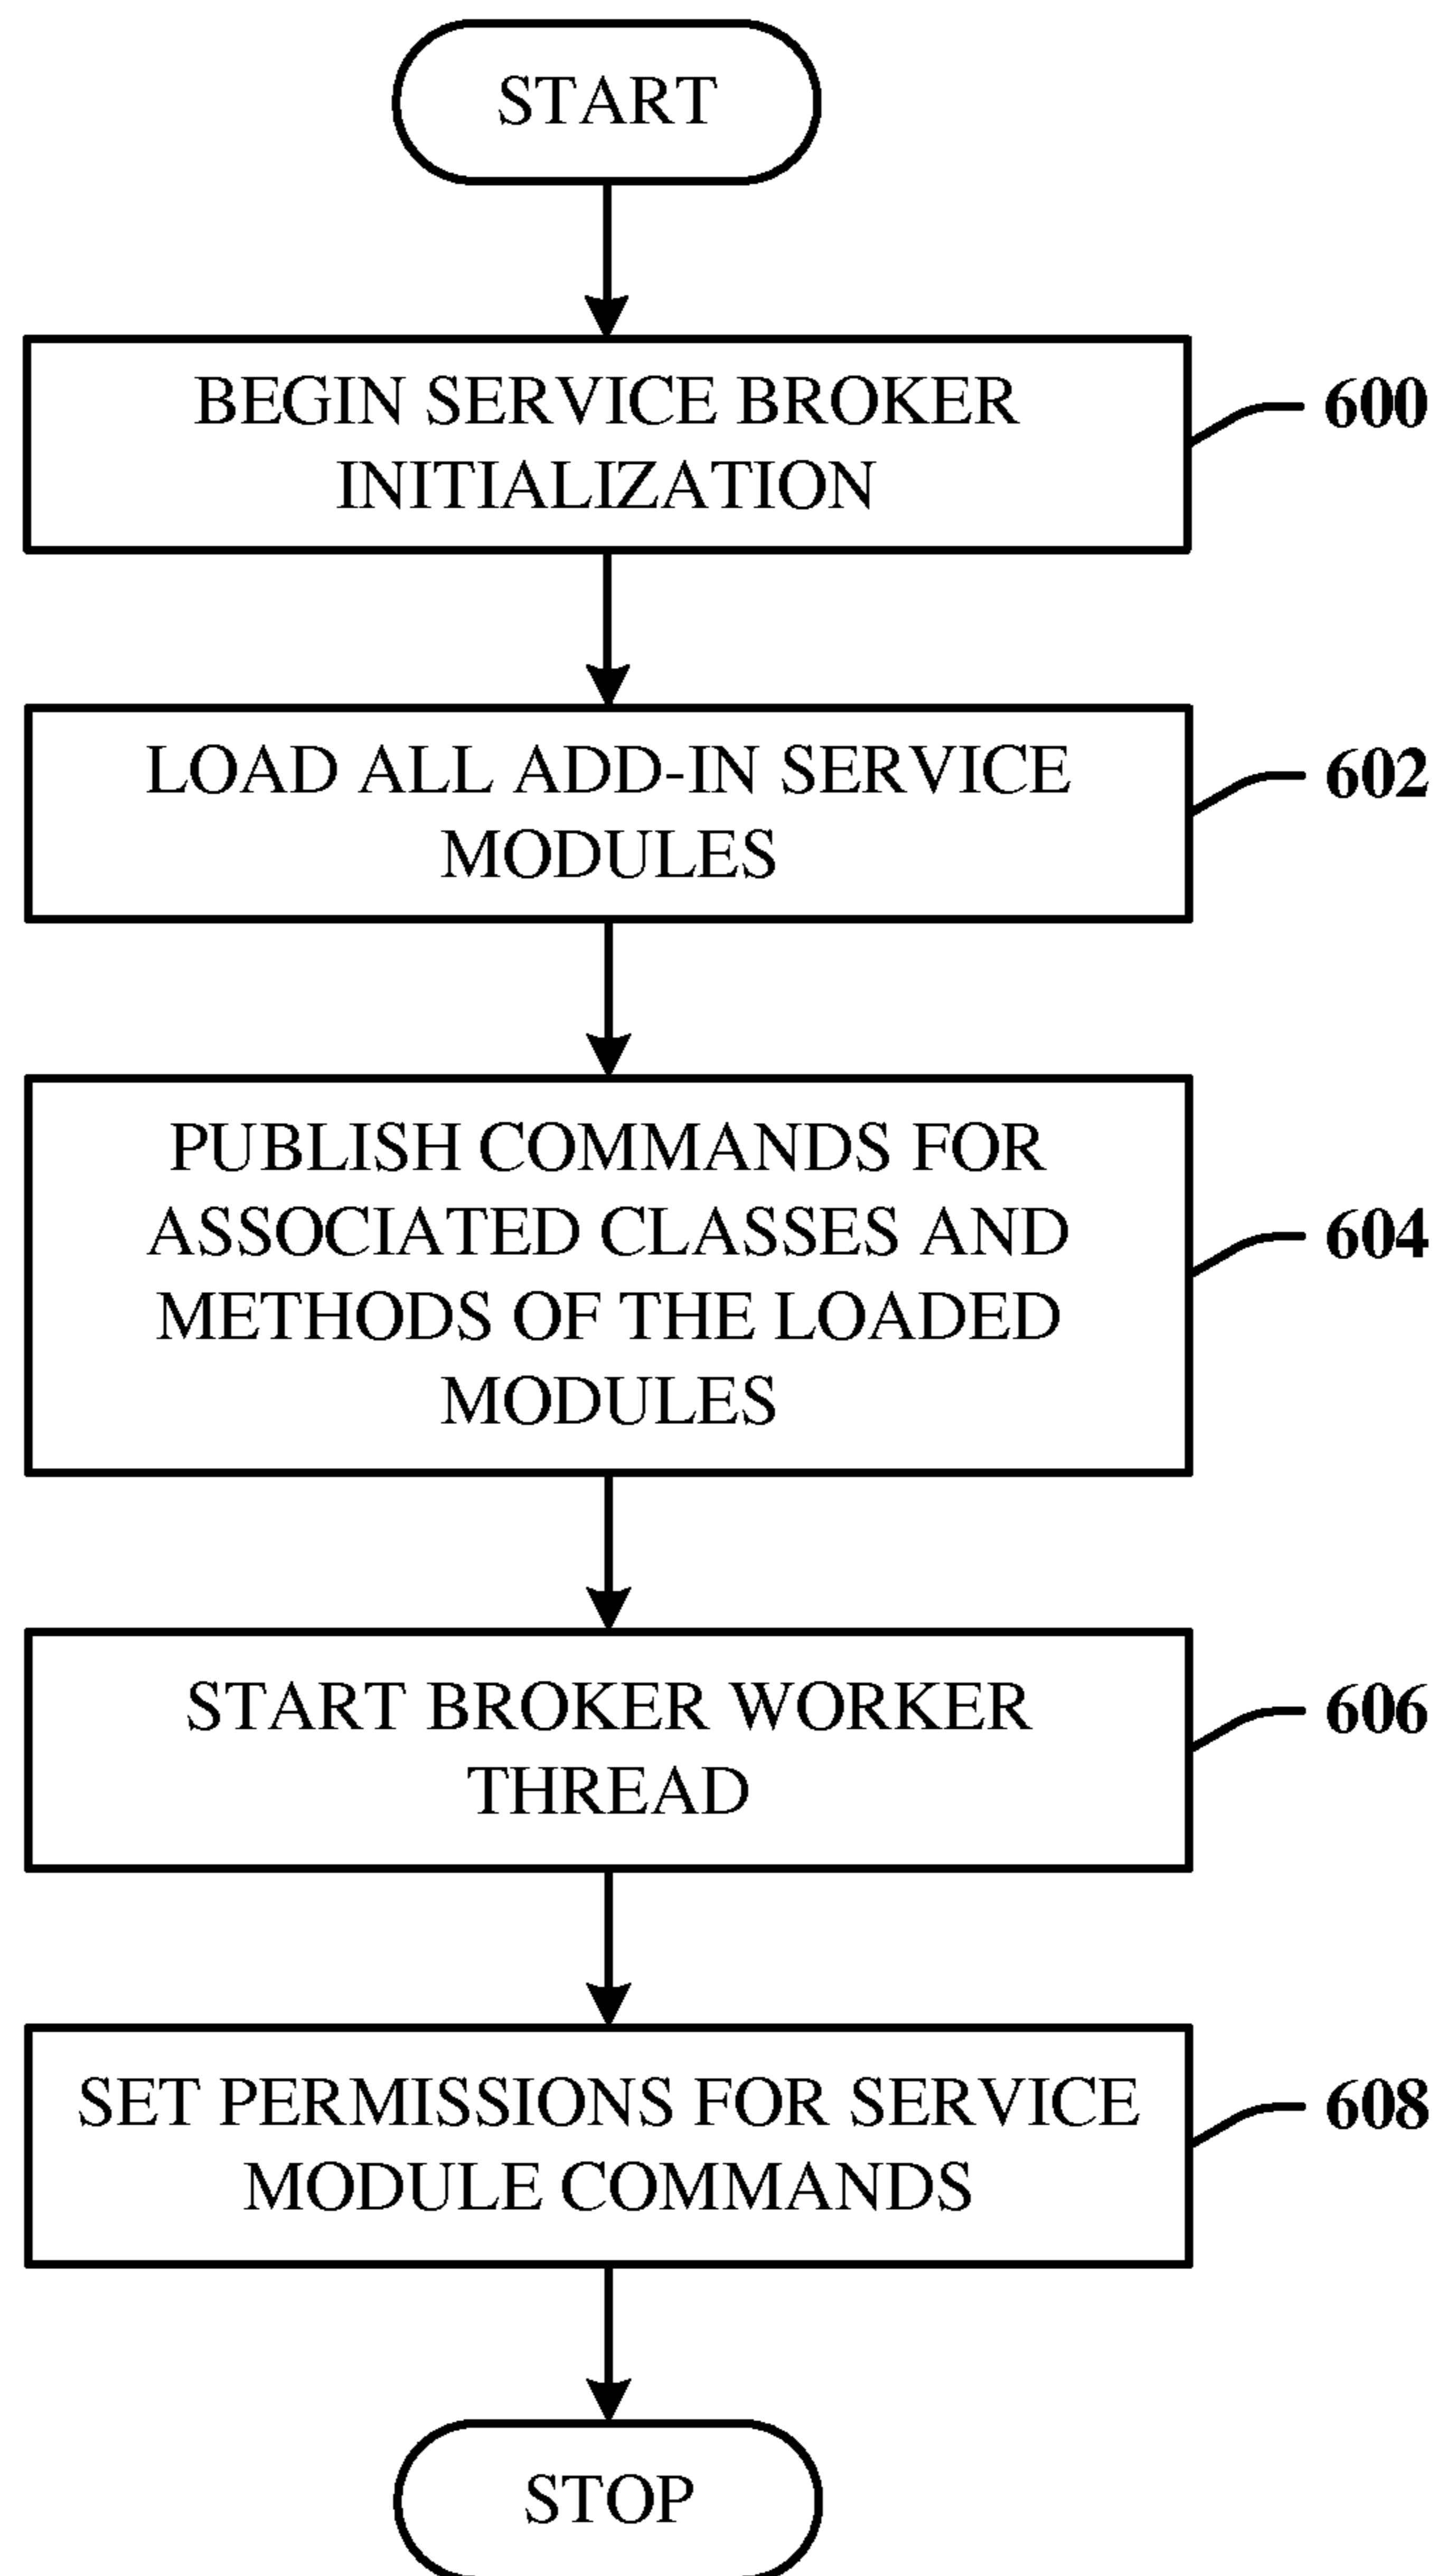 START
BEGIN SERVICE BROKER
INITIALIZATION
600
LOAD ALL ADD-IN SERVICE
MODULES
602
PUBLISH COMMANDS FOR
ASSOCIATED CLASSES AND
METHODS OF THE LOADED
MODULES
604
START BROKER WORKER
THREAD
606
SET PERMISSIONS FOR SERVICE
MODULE COMMANDS
608
STOP